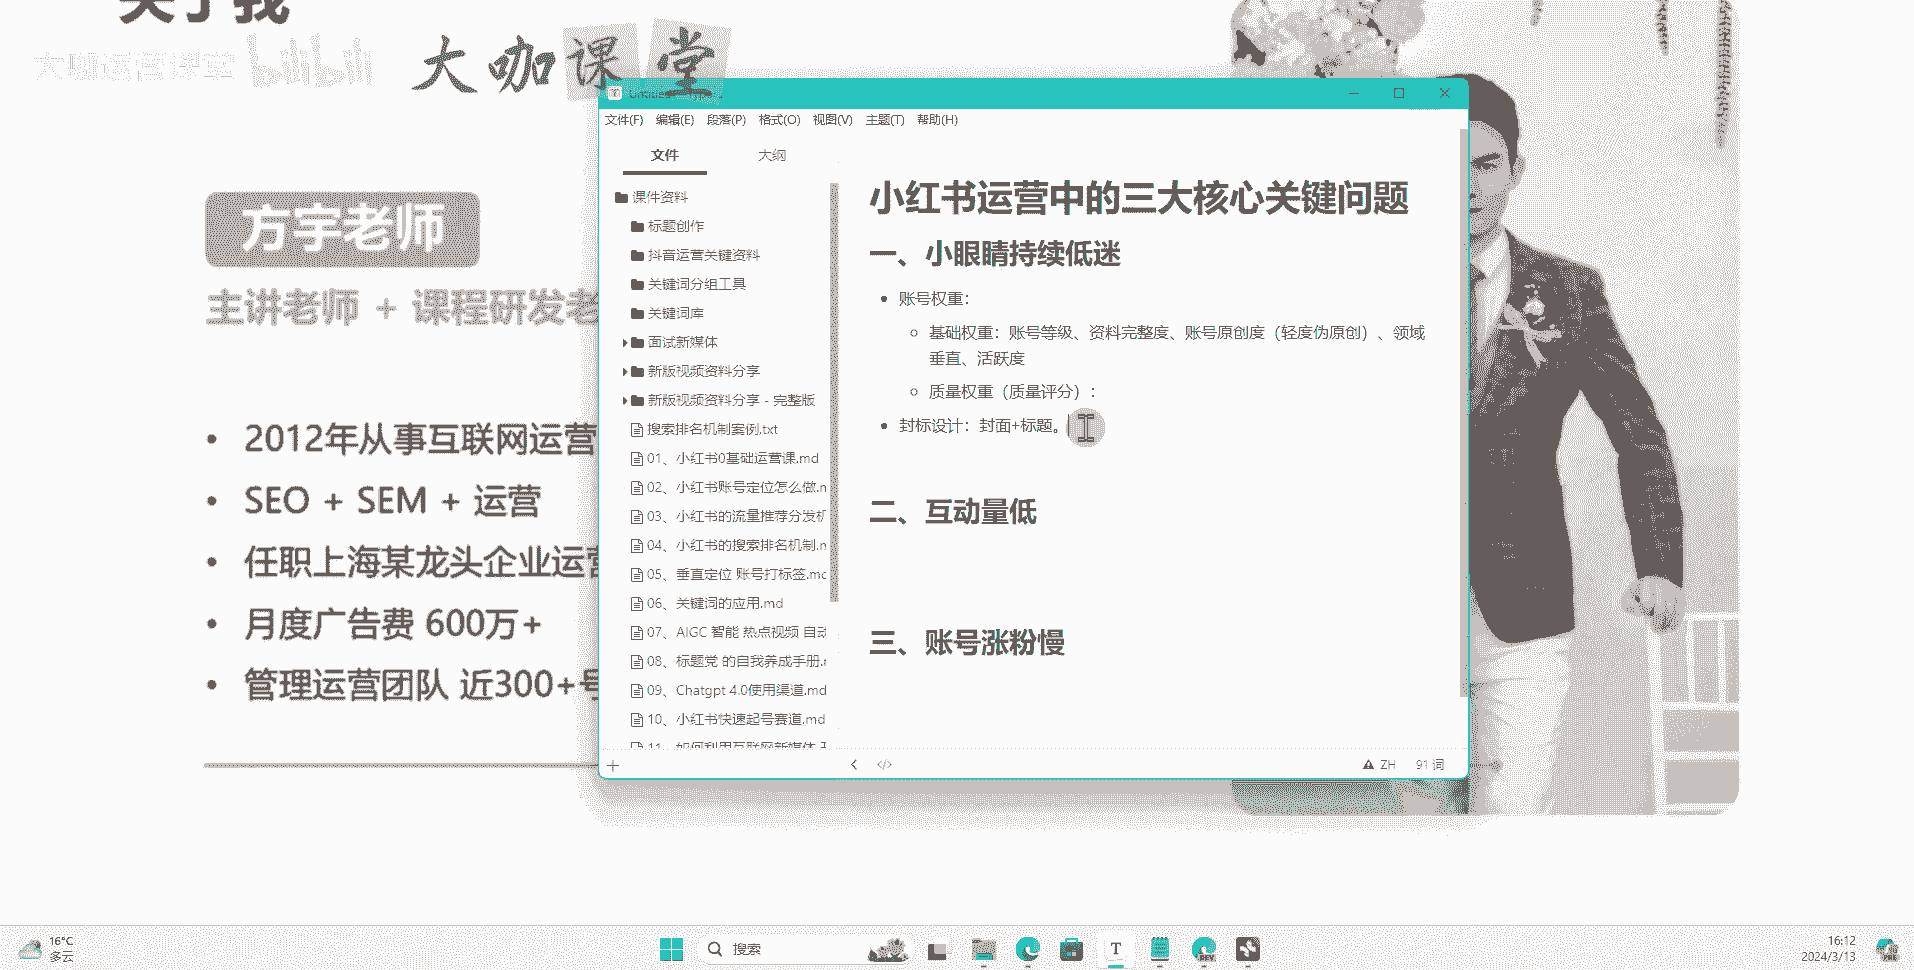 关于我
大咖运营课堂 bilibili
大咖课堂
方宇老师
主讲老师 + 课程研发老
2012年从事互联网运营
SEO + SEM + 运营
任职上海某龙头企业运营
月度广告费 600万+
管理运营团队 近300+号
文件(F) 编辑(E) 段落(P) 格式(O) 视图(V) 主题(T) 帮助(H)
文件 大纲
课件资料
标题创作
抖音运营关键资料
关键词分组工具
关键词库
面试新媒体
新版视频资料分享
新版视频资料分享 - 完整版
搜索排名机制案例.txt
01、小红书0基础运营课.md
02、小红书账号定位怎么做.m
03、小红书的流量推荐分发机
04、小红书的搜索排名机制.m
05、垂直定位 账号打标签.md
06、关键词的应用.md
07、AIGC 智能 热点视频 自动
08、标题党 的自我养成手册.r
09、Chatgpt 4.0使用渠道.md
10、小红书快速起号赛道.md
11、如何利用互联网新媒体
小红书运营中的三大核心关键问题
一、小眼睛持续低迷
账号权重：
基础权重：账号等级、资料完整度、账号原创度（轻度伪原创）、领域
垂直、活跃度
质量权重（质量评分）：
封标设计：封面+标题。
二、互动量低
三、账号涨粉慢
ZH 91 词
16°C
多云
搜索
16:12
2024/3/13